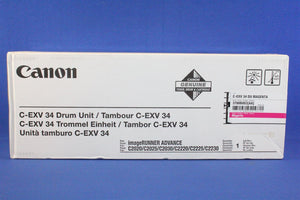 Canon
GENUINE
C-EXV 34 DU MAGENTA
C-EXV 34 Drum Unit / Tambour C-EXV 34
C-EXV 34 Trommel Einheit / Tambor C-EXV 34
Unità tamburo C-EXV 34
imageRUNNER ADVANCE
C2020/C2025/C2030/C2220/C2225/C2230
1